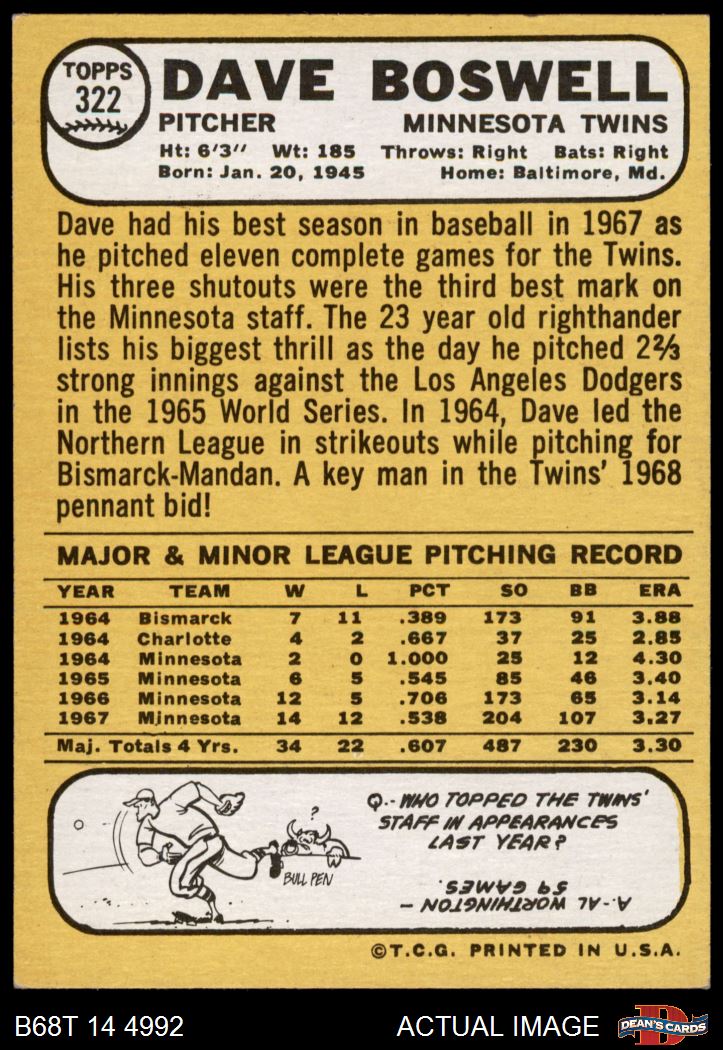 TOPPS
322
DAVE BOSWELL
PITCHER MINNESOTA TWINS
Ht: 6'3" Wt: 185 Throws: Right Bats: Right
Born: Jan. 20, 1945 Home: Baltimore, Md.
Dave had his best season in baseball in 1967 as
he pitched eleven complete games for the Twins.
His three shutouts were the third best mark on
the Minnesota staff. The 23 year old righthander
lists his biggest thrill as the day he pitched 2⅔
strong innings against the Los Angeles Dodgers
in the 1965 World Series. In 1964, Dave led the
Northern League in strikeouts while pitching for
Bismarck-Mandan. A key man in the Twins' 1968
pennant bid!
MAJOR & MINOR LEAGUE PITCHING RECORD
YEAR TEAM W L PCT SO BB ERA
1964 Bismarck 7 11 .389 173 91 3.88
1964 Charlotte 4 2 .667 37 25 2.85
1964 Minnesota 2 0 1.000 25 12 4.30
1965 Minnesota 6 5 .545 85 46 3.40
1966 Minnesota 12 5 .706 173 65 3.14
1967 Minnesota 14 12 .538 204 107 3.27
Maj. Totals 4 Yrs. 34 22 .607 487 230 3.30
?
BULL PEN
Q.- WHO TOPPED THE TWINS'
STAFF IN APPEARANCES
LAST YEAR?
A.- AL WORTHINGTON –
59 GAMES.
©T.C.G. PRINTED IN U.S.A.
B68T 14 4992 ACTUAL IMAGE
D
DEAN'S CARDS